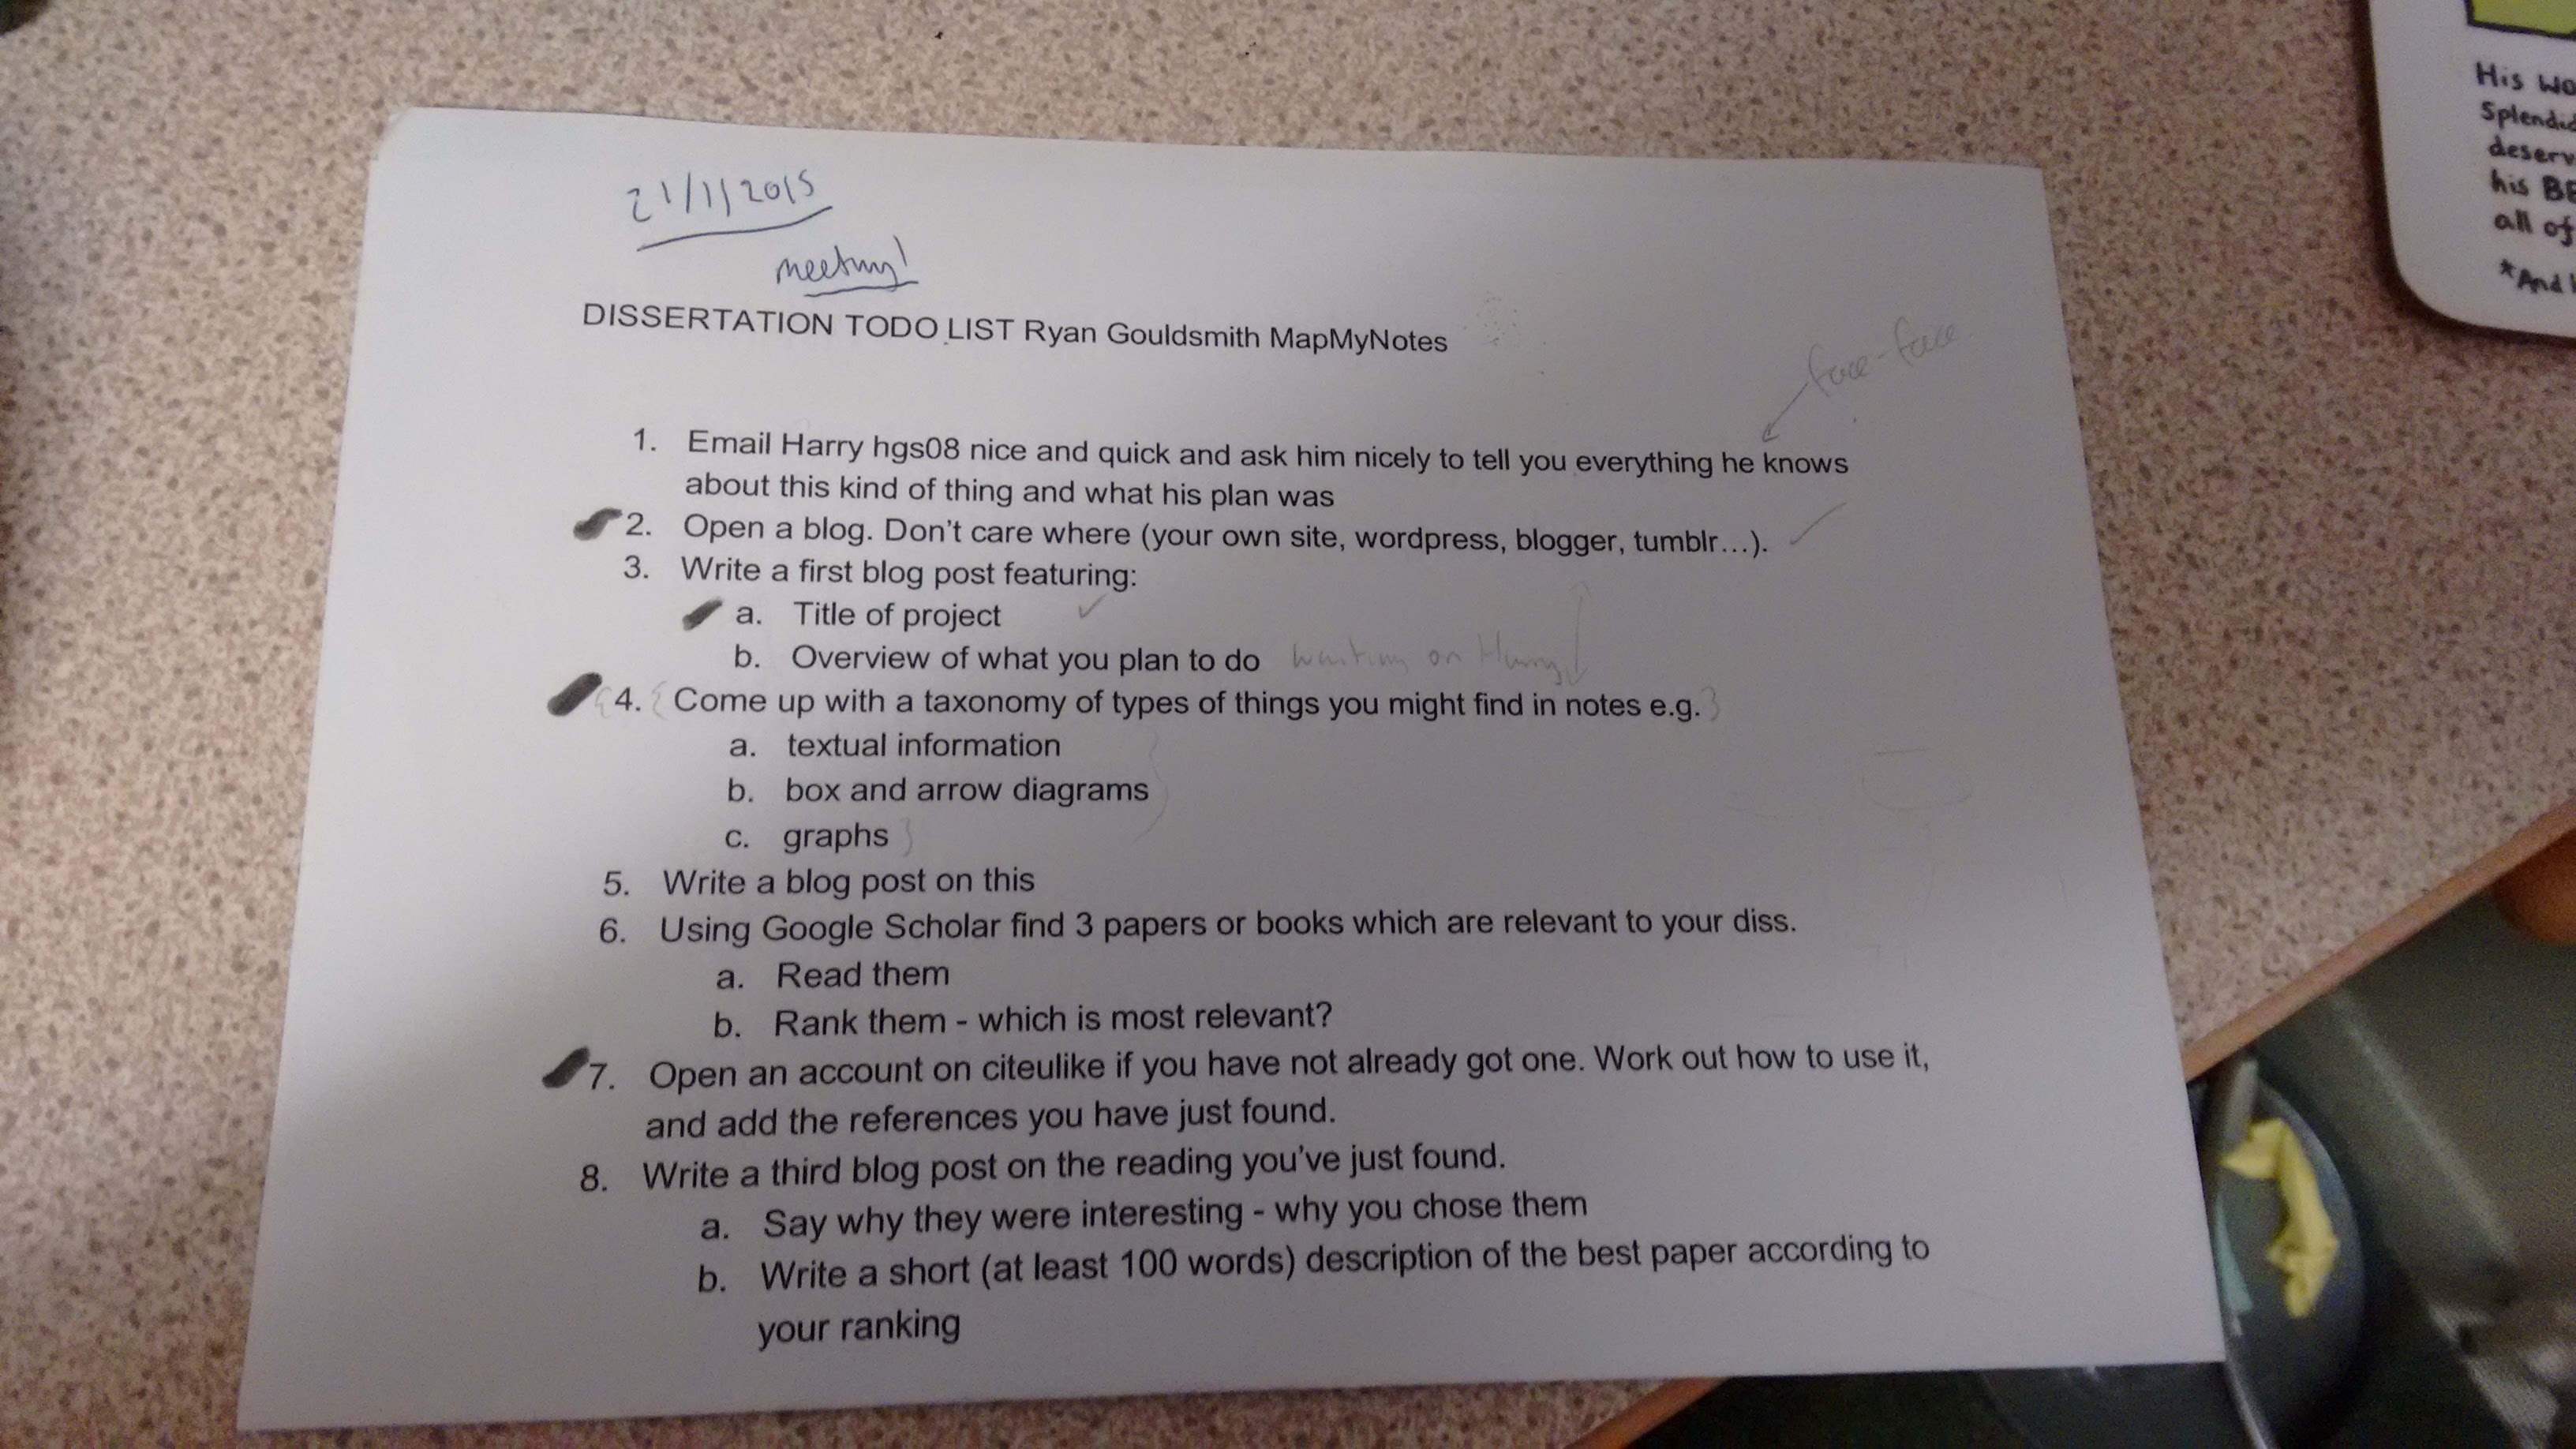 21/1/2015
meeting!
DISSERTATION TODO LIST Ryan Gouldsmith MapMyNotes
face-face
1. Email Harry hgs08 nice and quick and ask him nicely to tell you everything he knows
about this kind of thing and what his plan was
2. Open a blog. Don't care where (your own site, wordpress, blogger, tumblr…).
3. Write a first blog post featuring:
a. Title of project
b. Overview of what you plan to do waiting on Harry
4. Come up with a taxonomy of types of things you might find in notes e.g.
a. textual information
b. box and arrow diagrams
c. graphs
5. Write a blog post on this
6. Using Google Scholar find 3 papers or books which are relevant to your diss.
a. Read them
b. Rank them - which is most relevant?
7. Open an account on citeulike if you have not already got one. Work out how to use it,
and add the references you have just found.
8. Write a third blog post on the reading you've just found.
a. Say why they were interesting - why you chose them
b. Write a short (at least 100 words) description of the best paper according to
your ranking
His
his
all of
*And